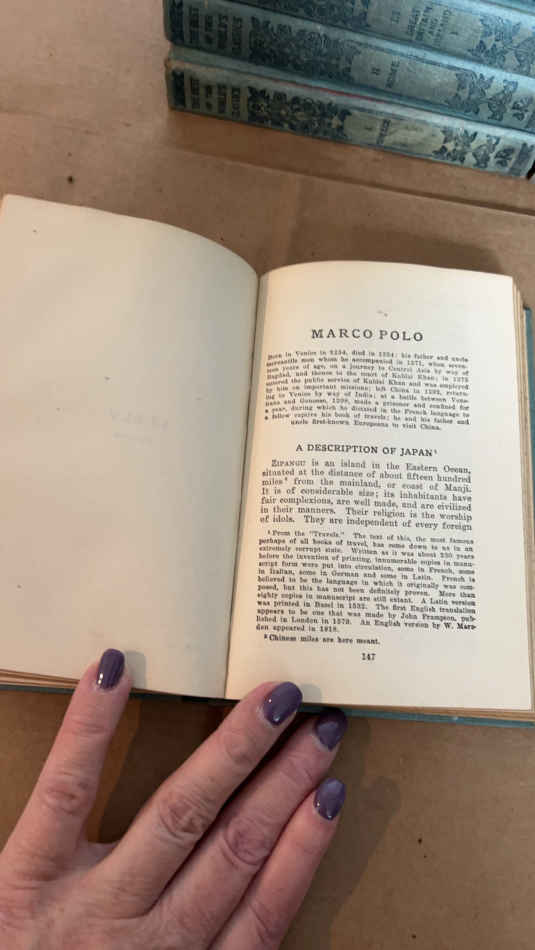 THE BEST
OF THE
WORLD'S
CLASSICS
II
ROME
THE BEST
OF THE
WORLD'S
CLASSICS
I
MARCO POLO
Born in Venice in 1254, died in 1324; his father and uncle
mercantile men whom he accompanied in 1271, when seven-
teen years of age, on a journey to Central Asia by way of
Bagdad, and thence to the court of Kublai Khan; in 1275
entered the public service of Kublai Khan and was employed
by him on important missions; left China in 1292, return-
ing to Venice by way of India; at a battle between Vene-
tians and Genoese, 1298, made a prisoner and confined for
a year, during which he dictated in the French language to
a fellow captive his book of travels; he and his father and
uncle first-known Europeans to visit China.
A DESCRIPTION OF JAPAN¹
ZIPANGU is an island in the Eastern Ocean,
situated at the distance of about fifteen hundred
miles² from the mainland, or coast of Manji.
It is of considerable size; its inhabitants have
fair complexions, are well made, and are civilized
in their manners. Their religion is the worship
of idols. They are independent of every foreign
¹ From the "Travels." The text of this, the most famous
perhaps of all books of travel, has come down to us in an
extremely corrupt state. Written as it was about 250 years
before the invention of printing, innumerable copies in manu-
script form were put into circulation, some in French, some
in Italian, some in German and some in Latin. French is
believed to be the language in which it originally was com-
posed, but this has not been definitely proven. More than
eighty copies in manuscript are still extant. A Latin version
was printed in Basel in 1532. The first English translation
appears to be one that was made by John Frampton, pub-
lished in London in 1579. An English version by W. Mars-
den appeared in 1818.
² Chinese miles are here meant.
147